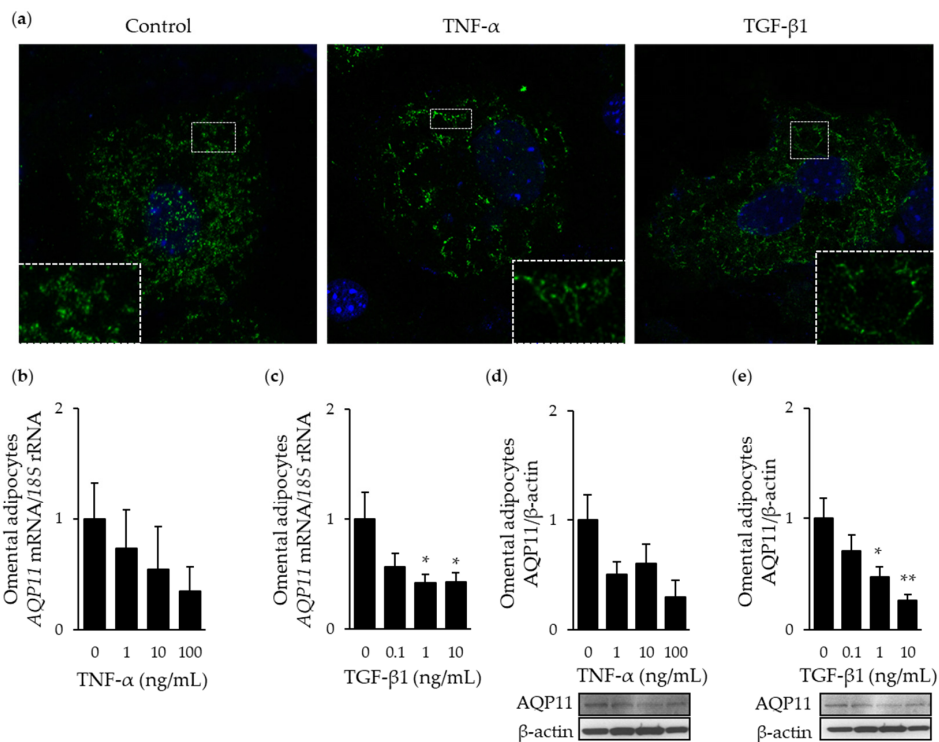 (a)
Control
TNF-α
TGF-β1
(b)
Omental adipocytes
AQP11 mRNA/18S rRNA
2
1
0
0 1 10 100
TNF-α (ng/mL)
(c)
Omental adipocytes
AQP11 mRNA/18S rRNA
2
1
0
* *
0 0.1 1 10
TGF-β1 (ng/mL)
(d)
Omental adipocytes
AQP11/β-actin
2
1
0
0 1 10 100
TNF-α (ng/mL)
AQP11
β-actin
(e)
Omental adipocytes
AQP11/β-actin
2
1
0
* **
0 0.1 1 10
TGF-β1 (ng/mL)
AQP11
β-actin